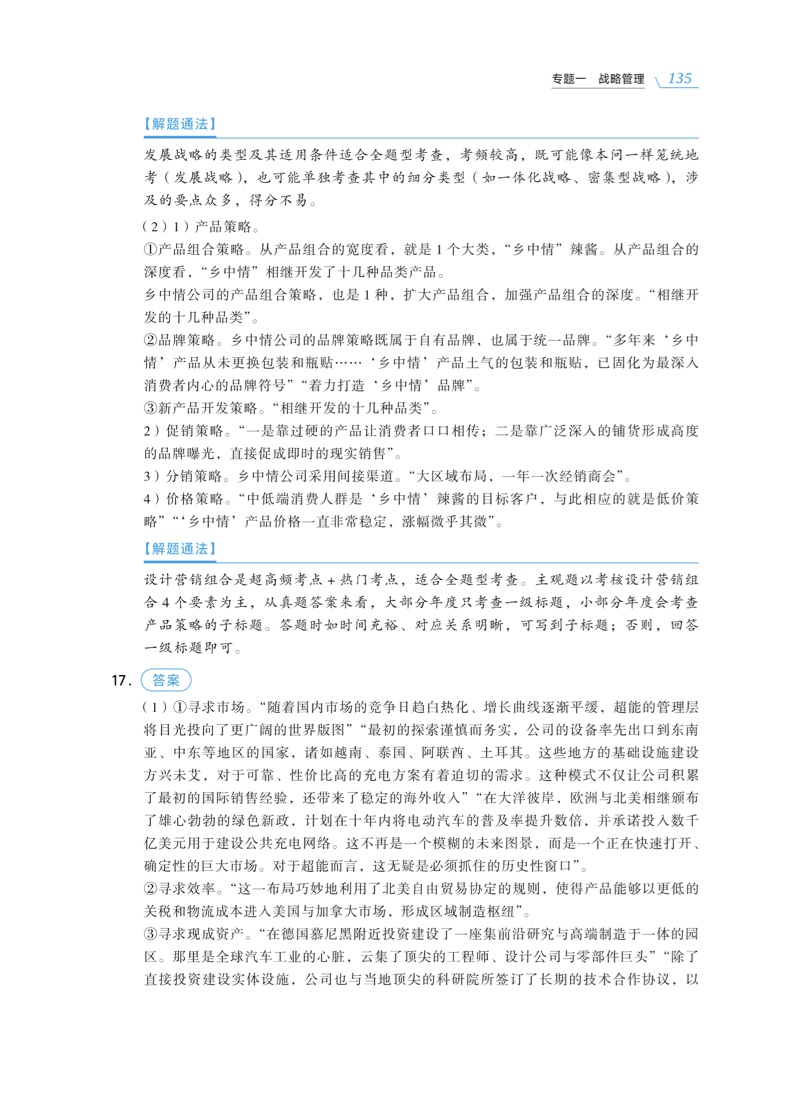 专题一　战略管理　135
【解题通法】
发展战略的类型及其适用条件适合全题型考查，考频较高，既可能像本问一样笼统地
考（发展战略），也可能单独考查其中的细分类型（如一体化战略、密集型战略），涉
及的要点众多，得分不易。
（2）1）产品策略。
①产品组合策略。从产品组合的宽度看，就是 1 个大类，“乡中情”辣酱。从产品组合的
深度看，“乡中情”相继开发了十几种品类产品。
乡中情公司的产品组合策略，也是 1 种，扩大产品组合，加强产品组合的深度。“相继开
发的十几种品类”。
②品牌策略。乡中情公司的品牌策略既属于自有品牌，也属于统一品牌。“多年来‘乡中
情’产品从未更换包装和瓶贴……‘乡中情’产品土气的包装和瓶贴，已固化为最深入
消费者内心的品牌符号”“着力打造‘乡中情’品牌”。
③新产品开发策略。“相继开发的十几种品类”。
2）促销策略。“一是靠过硬的产品让消费者口口相传；二是靠广泛深入的铺货形成高度
的品牌曝光，直接促成即时的现实销售”。
3）分销策略。乡中情公司采用间接渠道。“大区域布局，一年一次经销商会”。
4）价格策略。“中低端消费人群是‘乡中情’辣酱的目标客户，与此相应的就是低价策
略”“‘乡中情’产品价格一直非常稳定，涨幅微乎其微”。
【解题通法】
设计营销组合是超高频考点 + 热门考点，适合全题型考查。主观题以考核设计营销组
合 4 个要素为主，从真题答案来看，大部分年度只考查一级标题，小部分年度会考查
产品策略的子标题。答题时如时间充裕、对应关系明晰，可写到子标题；否则，回答
一级标题即可。
17. 答案
（1）①寻求市场。“随着国内市场的竞争日趋白热化、增长曲线逐渐平缓，超能的管理层
将目光投向了更广阔的世界版图”“最初的探索谨慎而务实，公司的设备率先出口到东南
亚、中东等地区的国家，诸如越南、泰国、阿联酋、土耳其。这些地方的基础设施建设
方兴未艾，对于可靠、性价比高的充电方案有着迫切的需求。这种模式不仅让公司积累
了最初的国际销售经验，还带来了稳定的海外收入”“在大洋彼岸，欧洲与北美相继颁布
了雄心勃勃的绿色新政，计划在十年内将电动汽车的普及率提升数倍，并承诺投入数千
亿美元用于建设公共充电网络。这不再是一个模糊的未来图景，而是一个正在快速打开、
确定性的巨大市场。对于超能而言，这无疑是必须抓住的历史性窗口”。
②寻求效率。“这一布局巧妙地利用了北美自由贸易协定的规则，使得产品能够以更低的
关税和物流成本进入美国与加拿大市场，形成区域制造枢纽”。
③寻求现成资产。“在德国慕尼黑附近投资建设了一座集前沿研究与高端制造于一体的园
区。那里是全球汽车工业的心脏，云集了顶尖的工程师、设计公司与零部件巨头”“除了
直接投资建设实体设施，公司也与当地顶尖的科研院所签订了长期的技术合作协议，以